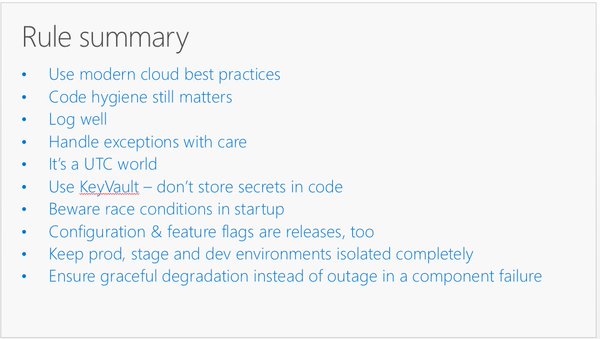 Rule summary
• Use modern cloud best practices
• Code hygiene still matters
• Log well
• Handle exceptions with care
• It’s a UTC world
• Use KeyVault – don’t store secrets in code
• Beware race conditions in startup
• Configuration & feature flags are releases, too
• Keep prod, stage and dev environments isolated completely
• Ensure graceful degradation instead of outage in a component failure